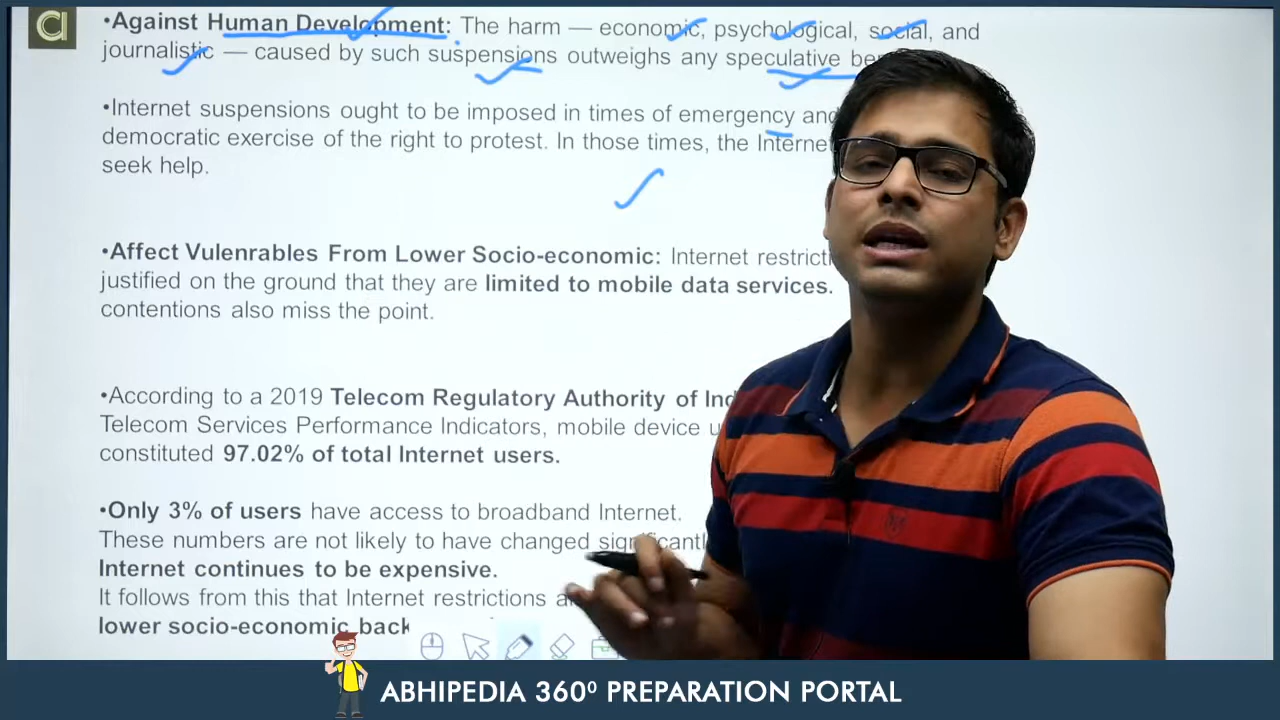 •Against Human Development: The harm — economic, psychological, social, and
journalistic — caused by such suspensions outweighs any speculative
•Internet suspensions ought to be imposed in times of emergency and
democratic exercise of the right to protest. In those times, the Internet
seek help.
•Affect Vulenrables From Lower Socio-economic: Internet
justified on the ground that they are limited to mobile data services.
contentions also miss the point.
•According to a 2019 Telecom Regulatory Authority of
Telecom Services Performance Indicators, mobile device
constituted 97.02% of total Internet users.
•Only 3% of users have access to broadband Internet.
These numbers are not likely to have changed
Internet continues to be expensive.
It follows from this that Internet restrictions
lower socio-economic
ABHIPEDIA 360⁰ PREPARATION PORTAL